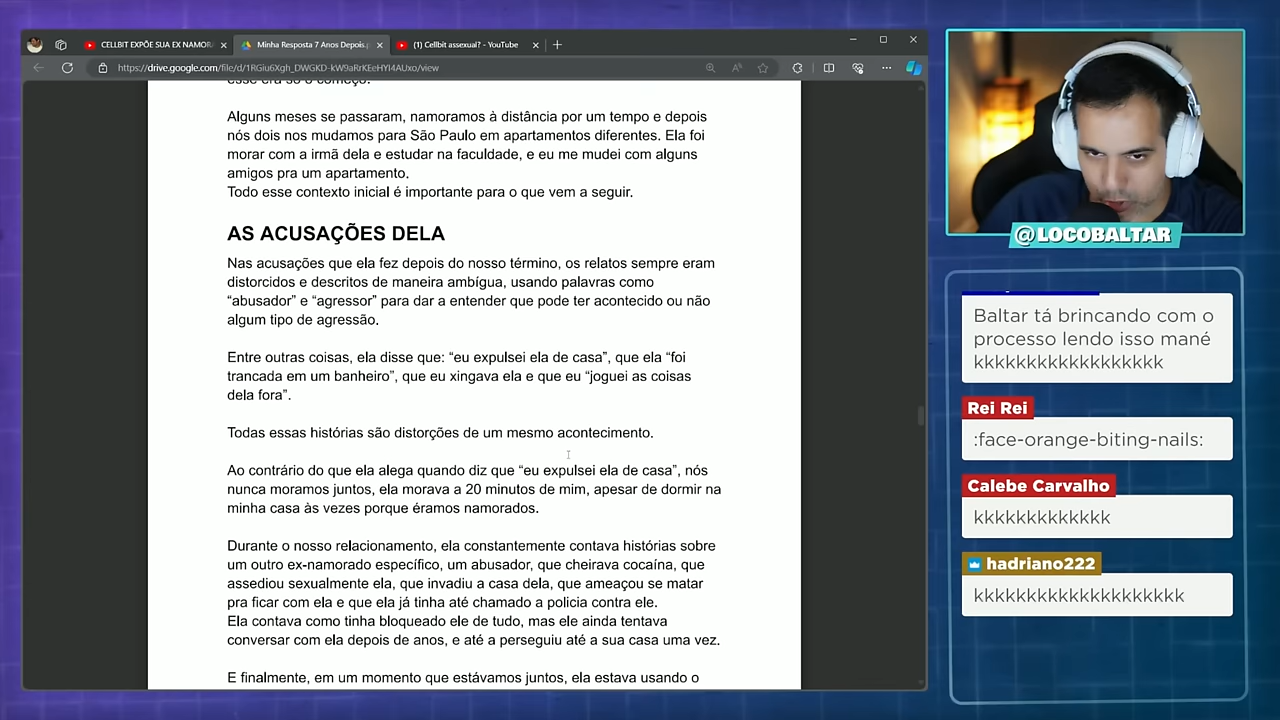 CELLBIT EXPÕE SUA EX NAMOR
Minha Resposta 7 Anos Depois.
(1) Cellbit assexual? - YouTube
https://drive.google.com/file/d/1RGiu6Xgh_DWGKD-kW9aRrKEeHYI4AUxo/view
esse era só o começo.
Alguns meses se passaram, namoramos à distância por um tempo e depois
nós dois nos mudamos para São Paulo em apartamentos diferentes. Ela foi
morar com a irmã dela e estudar na faculdade, e eu me mudei com alguns
amigos pra um apartamento.
Todo esse contexto inicial é importante para o que vem a seguir.
AS ACUSAÇÕES DELA
Nas acusações que ela fez depois do nosso término, os relatos sempre eram
distorcidos e descritos de maneira ambígua, usando palavras como
“abusador” e “agressor” para dar a entender que pode ter acontecido ou não
algum tipo de agressão.
Entre outras coisas, ela disse que: “eu expulsei ela de casa”, que ela “foi
trancada em um banheiro”, que eu xingava ela e que eu “joguei as coisas
dela fora”.
Todas essas histórias são distorções de um mesmo acontecimento.
Ao contrário do que ela alega quando diz que “eu expulsei ela de casa”, nós
nunca moramos juntos, ela morava a 20 minutos de mim, apesar de dormir na
minha casa às vezes porque éramos namorados.
Durante o nosso relacionamento, ela constantemente contava histórias sobre
um outro ex-namorado específico, um abusador, que cheirava cocaína, que
assediou sexualmente ela, que invadiu a casa dela, que ameaçou se matar
pra ficar com ela e que ela já tinha até chamado a policia contra ele.
Ela contava como tinha bloqueado ele de tudo, mas ele ainda tentava
conversar com ela depois de anos, e até a perseguiu até a sua casa uma vez.
E finalmente, em um momento que estávamos juntos, ela estava usando o
@LOCOBALTAR
Baltar tá brincando com o
processo lendo isso mané
kkkkkkkkkkkkkkkkkk
Rei Rei
:face-orange-biting-nails:
Calebe Carvalho
kkkkkkkkkkkkk
hadriano222
kkkkkkkkkkkkkkkkkkkk